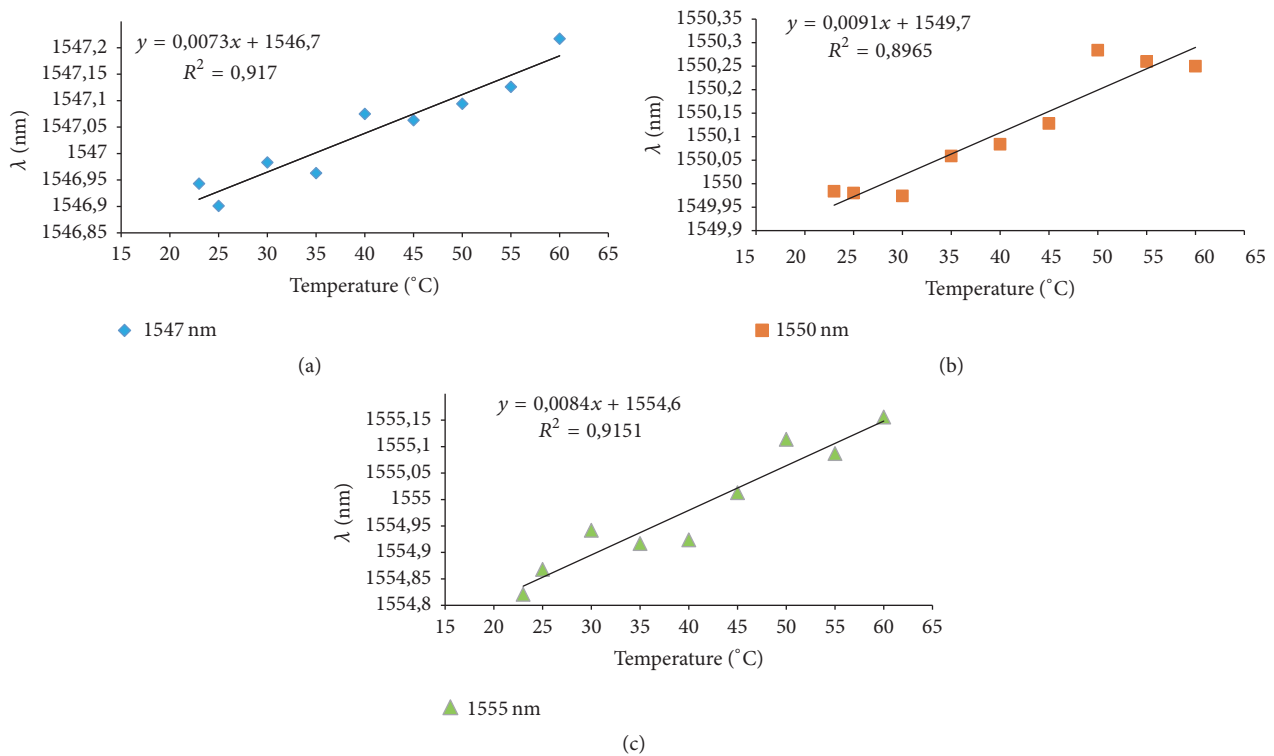 y = 0,0073x + 1546,7
R² = 0,917
1547,2
1547,15
1547,1
1547,05
1547
1546,95
1546,9
1546,85
λ (nm)
15 20 25 30 35 40 45 50 55 60 65
Temperature (°C)
1547 nm
(a)
y = 0,0091x + 1549,7
R² = 0,8965
1550,35
1550,3
1550,25
1550,2
1550,15
1550,1
1550,05
1550
1549,95
1549,9
λ (nm)
15 20 25 30 35 40 45 50 55 60 65
Temperature (°C)
1550 nm
(b)
y = 0,0084x + 1554,6
R² = 0,9151
1555,15
1555,1
1555,05
1555
1554,95
1554,9
1554,85
1554,8
λ (nm)
15 20 25 30 35 40 45 50 55 60 65
Temperature (°C)
1555 nm
(c)